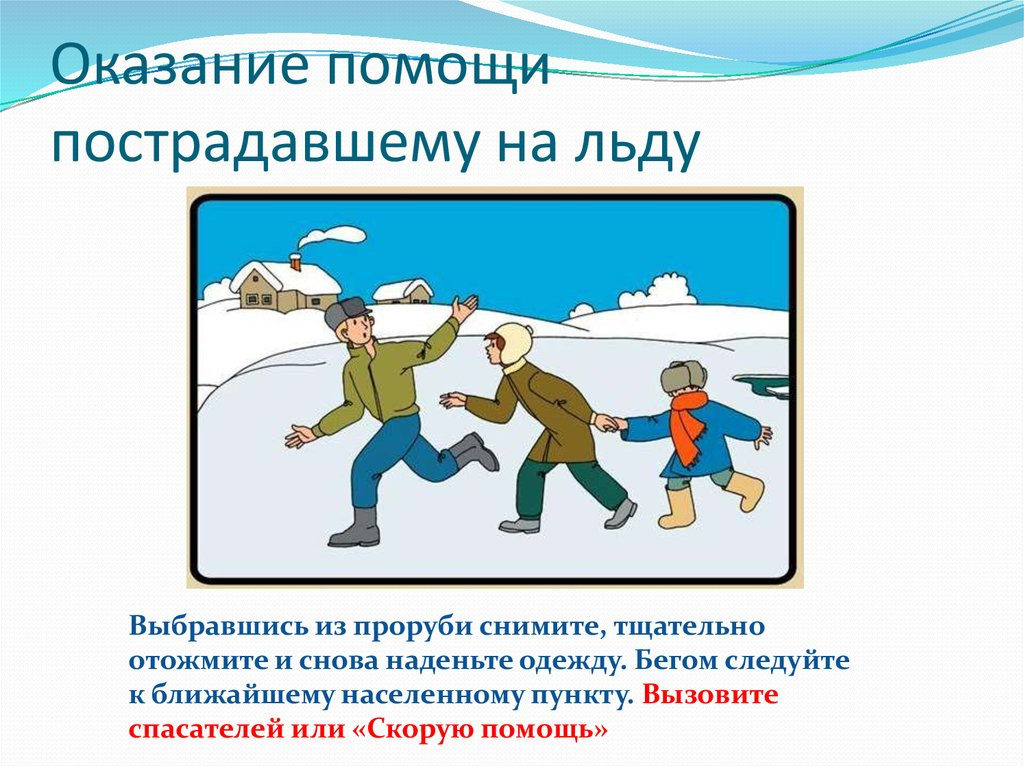 Оказание помощи
пострадавшему на льду
Выбравшись из проруби снимите, тщательно
отожмите и снова наденьте одежду. Бегом следуйте
к ближайшему населенному пункту. Вызовите
спасателей или «Скорую помощь»